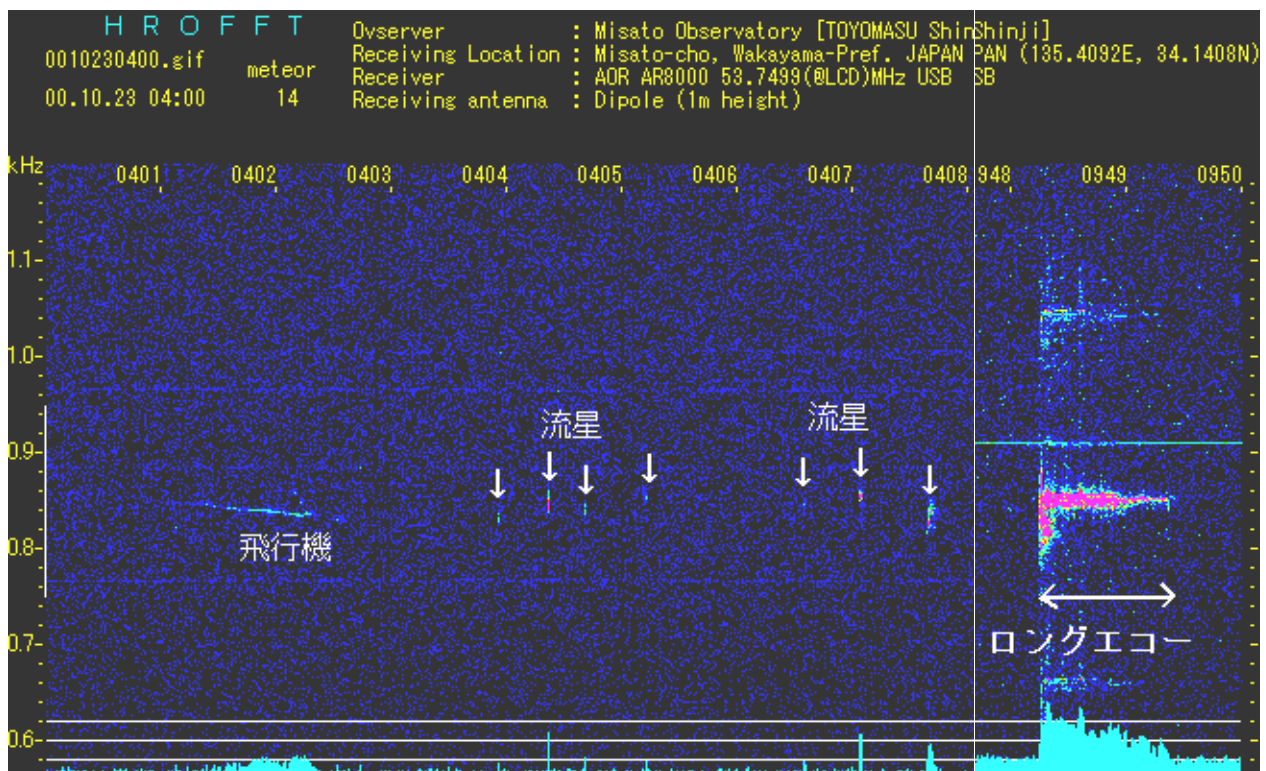 H R O F F T
0010230400.gif
meteor
00.10.23 04:00
14
Ovserver : Misato Observatory [TOYOMASU ShinShinji]
Receiving Location : Misato-cho, Wakayama-Pref. JAPAN PAN (135.4092E, 34.1408N)
Receiver : AOR AR8000 53.7499(@LCD)MHz USB SB
Receiving antenna : Dipole (1m height)
kHz 0401 0402 0403 0404 0405 0406 0407 0408 948 0949 0950
1.1
1.0
流星 流星
0.9
飛行機
0.8
ロングエコー
0.7
0.6